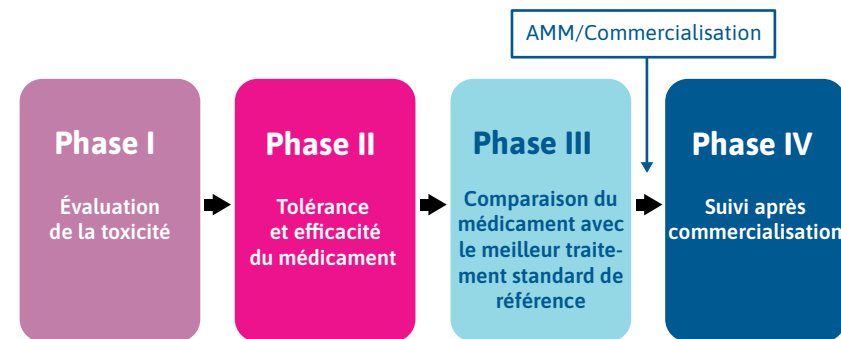 AMM/Commercialisation
Phase I
Évaluation
de la toxicité
Phase II
Tolérance
et efficacité
du médicament
Phase III
Comparaison du
médicament avec
le meilleur traite-
ment standard de
référence
Phase IV
Suivi après
commercialisation